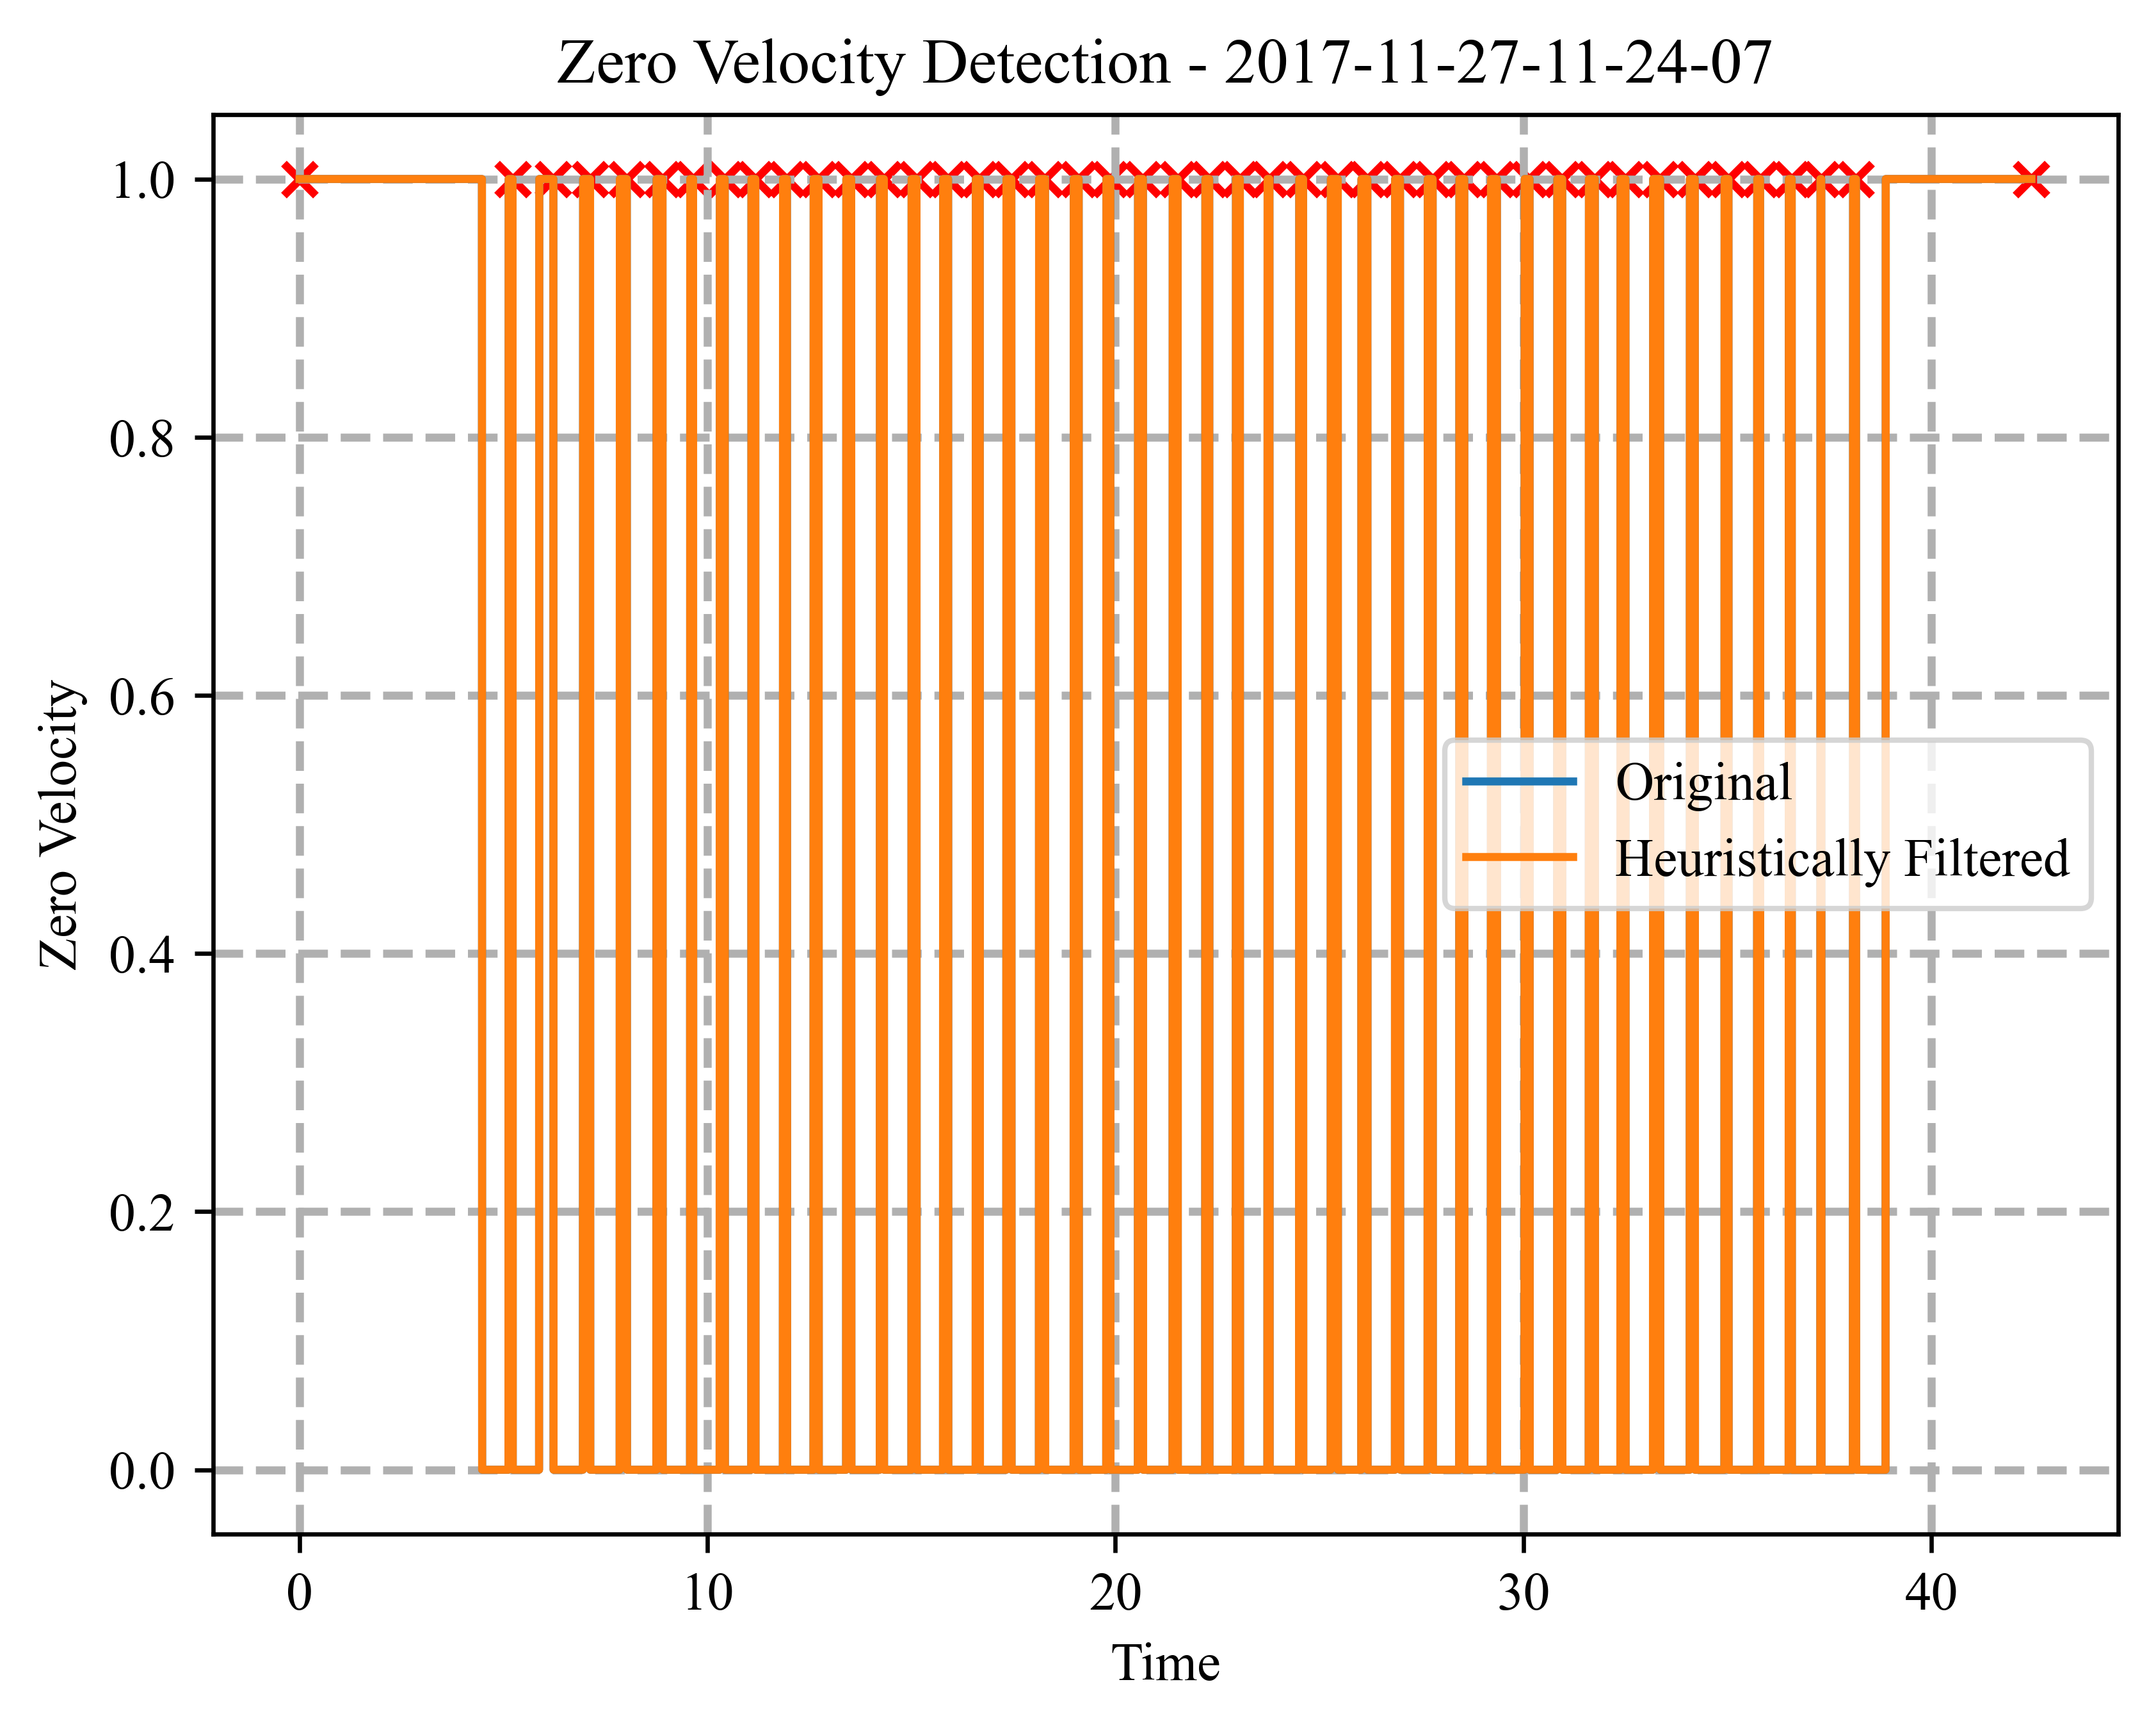 Zero Velocity Detection - 2017-11-27-11-24-07
1.0
0.8
0.6
0.4
0.2
0.0
Zero Velocity
Original
Heuristically Filtered
0 10 20 30 40
Time